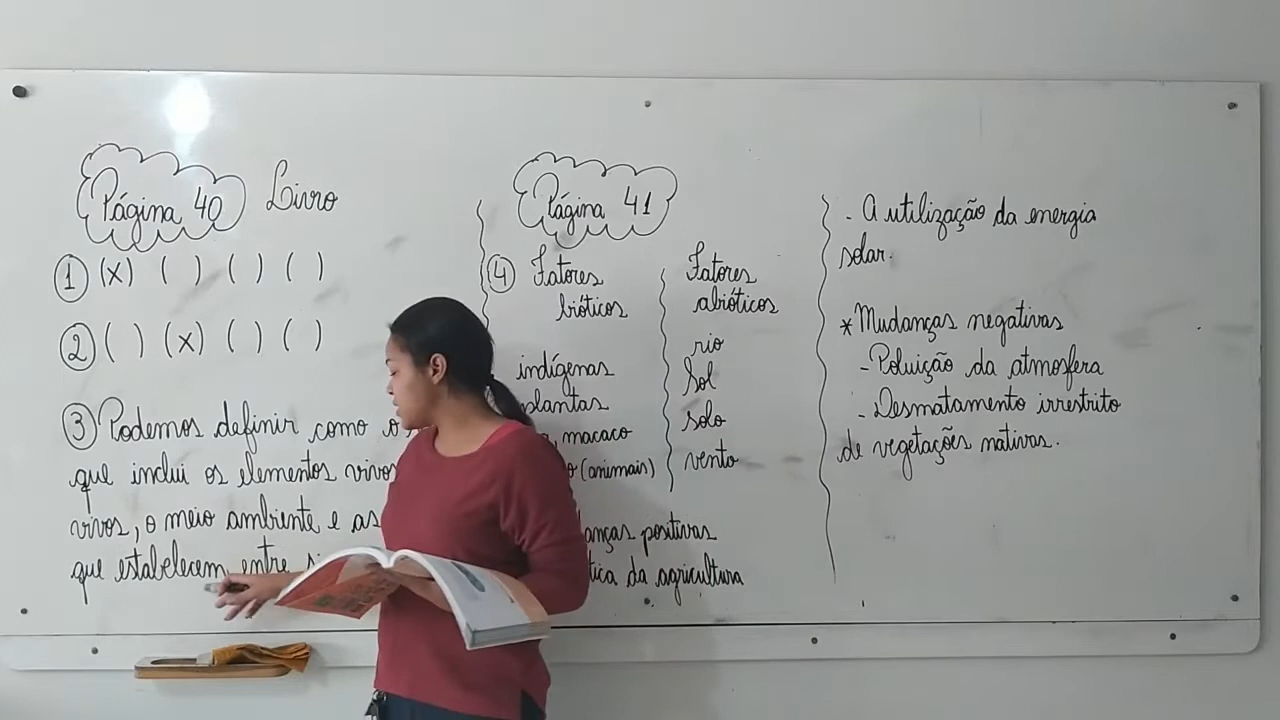 Página 40 Livro
1 (x) ( ) ( ) ( )
2 ( ) (x) ( ) ( )
3 Podemos definir como o
que inclui os elementos vivos
vivos, o meio ambiente e as
que estabelecem entre si
Página 41
4 Fatores
bióticos
indígenas
plantas
macaco
(animais)
Fatores
abióticos
rio
Sol
solo
vento
positivas
da agricultura
- A utilização da energia
solar.
* Mudanças negativas
- Poluição da atmosfera
- Desmatamento irrestrito
de vegetações nativas.